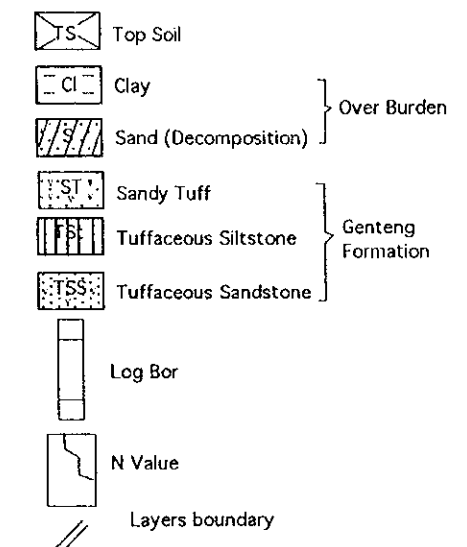 TS Top Soil
Cl Clay
Over Burden
S Sand (Decomposition)
ST Sandy Tuff
TSL Tuffaceous Siltstone
Genteng
Formation
TSS Tuffaceous Sandstone
Log Bor
N Value
Layers boundary